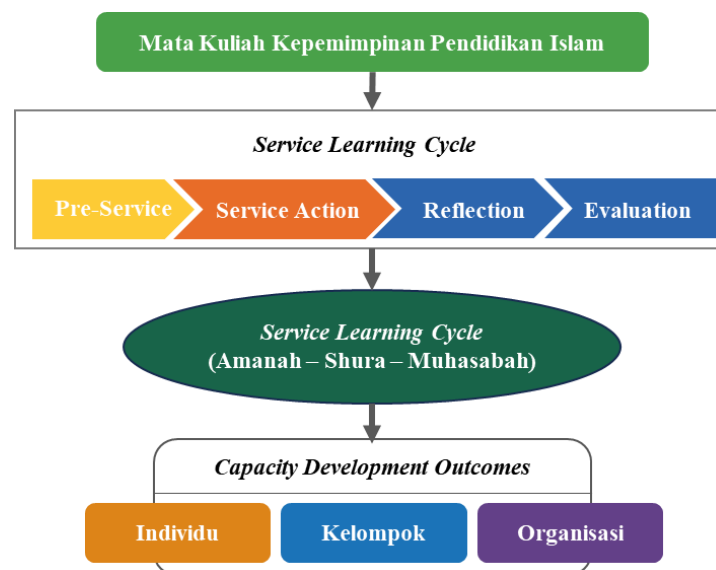 Mata Kuliah Kepemimpinan Pendidikan Islam
Service Learning Cycle
Pre-Service
Service Action
Reflection
Evaluation
Service Learning Cycle
(Amanah – Shura – Muhasabah)
Capacity Development Outcomes
Individu
Kelompok
Organisasi